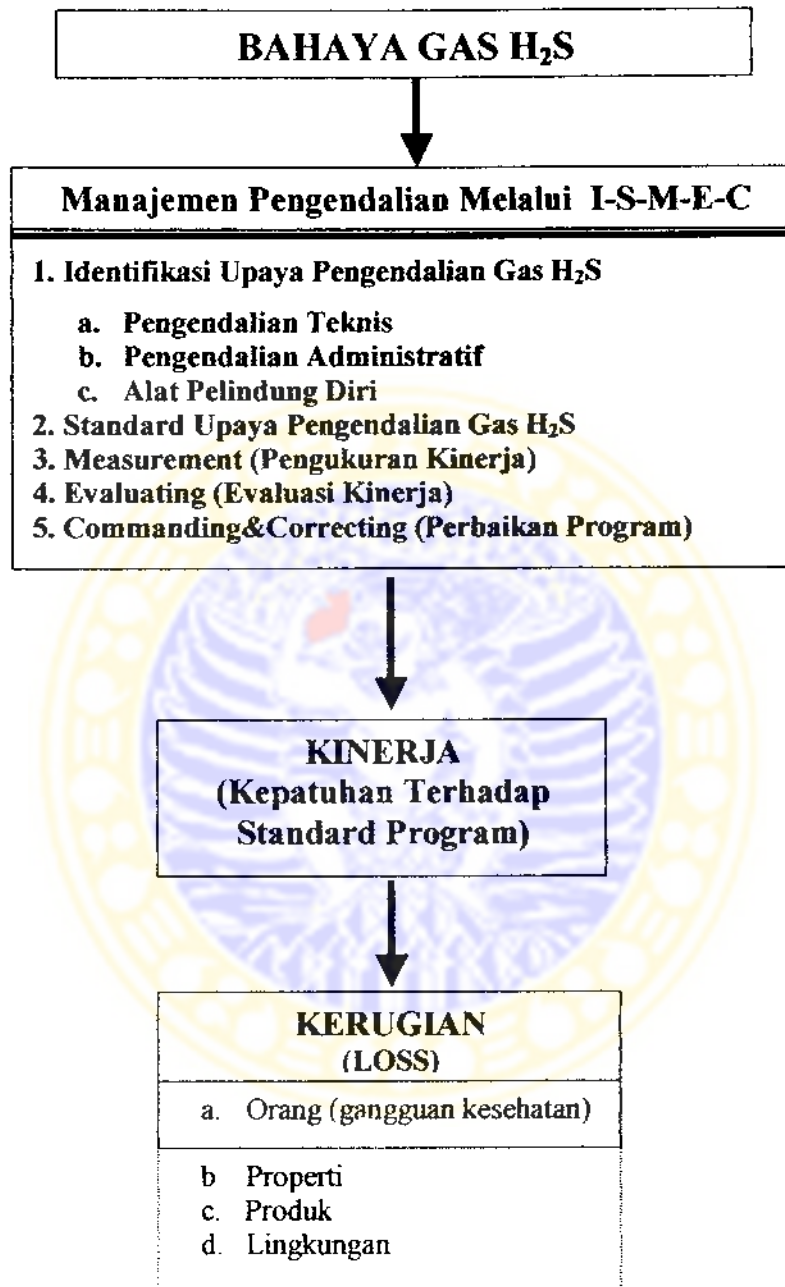 BAHAYA GAS H₂S
Manajemen Pengendalian Melalui I-S-M-E-C
1. Identifikasi Upaya Pengendalian Gas H₂S
a. Pengendalian Teknis
b. Pengendalian Administratif
c. Alat Pelindung Diri
2. Standard Upaya Pengendalian Gas H₂S
3. Measurement (Pengukuran Kinerja)
4. Evaluating (Evaluasi Kinerja)
5. Commanding&Correcting (Perbaikan Program)
KINERJA
(Kepatuhan Terhadap
Standard Program)
KERUGIAN
(LOSS)
a. Orang (gangguan kesehatan)
b Properti
c. Produk
d. Lingkungan